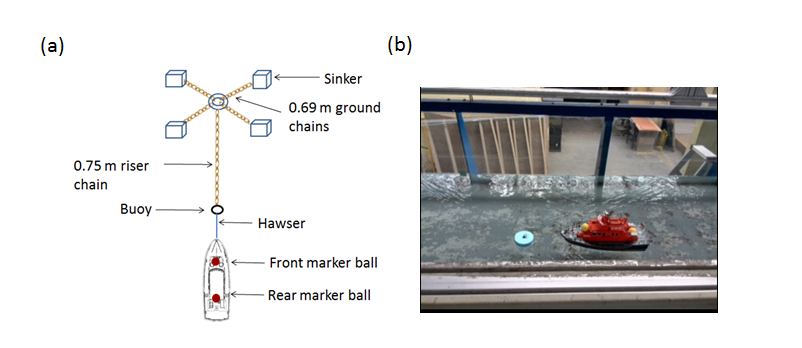 (a)
(b)
Sinker
0.69 m ground
chains
0.75 m riser
chain
Buoy
Hawser
Front marker ball
Rear marker ball